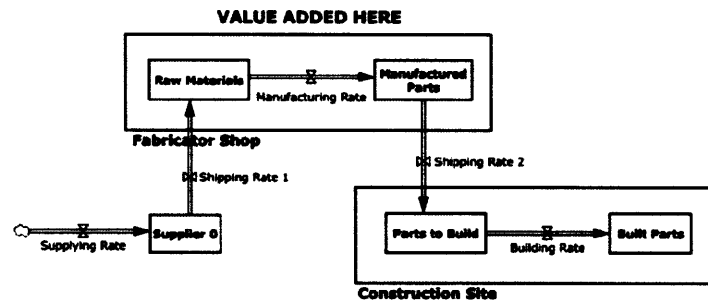 VALUE ADDED HERE
Raw Materials
Manufacturing Rate
Manufactured
Parts
Fabricator Shop
Shipping Rate 1
Shipping Rate 2
Supplying Rate
Supplier 0
Parts to Build
Building Rate
Built Parts
Construction Site